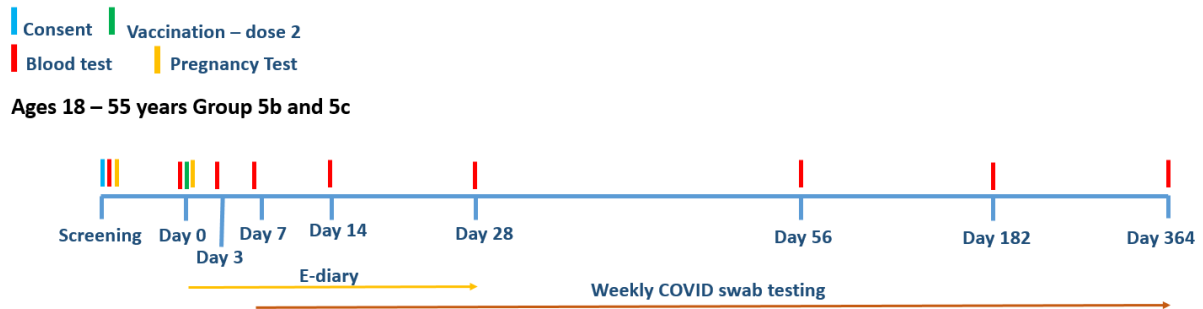 Consent Vaccination – dose 2
Blood test Pregnancy Test
Ages 18 – 55 years Group 5b and 5c
Screening Day 0 Day 3 Day 7 Day 14 Day 28 Day 56 Day 182 Day 364
E-diary
Weekly COVID swab testing